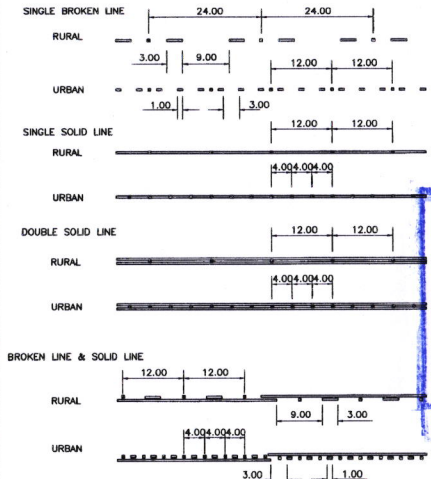 SINGLE BROKEN LINE
24.00 24.00
RURAL
3.00 9.00
12.00 12.00
URBAN
1.00 3.00
SINGLE SOLID LINE
12.00 12.00
RURAL
4.00 4.00 4.00
URBAN
DOUBLE SOLID LINE
12.00 12.00
RURAL
4.00 4.00 4.00
URBAN
BROKEN LINE & SOLID LINE
12.00 12.00
RURAL
9.00 3.00
4.00 4.00 4.00
URBAN
3.00 1.00